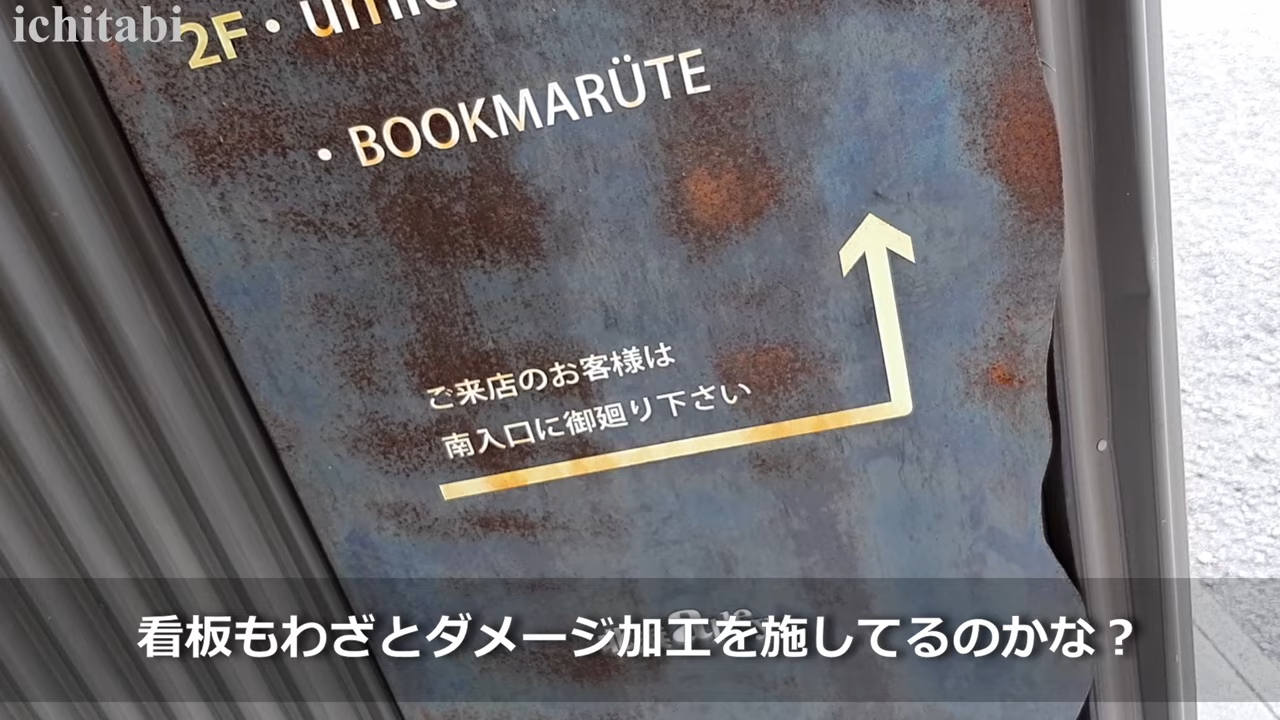 ichitabi
2F・umie
・BOOKMARÜTE
ご来店のお客様は
南入口に御廻り下さい
看板もわざとダメージ加工を施してるのかな？